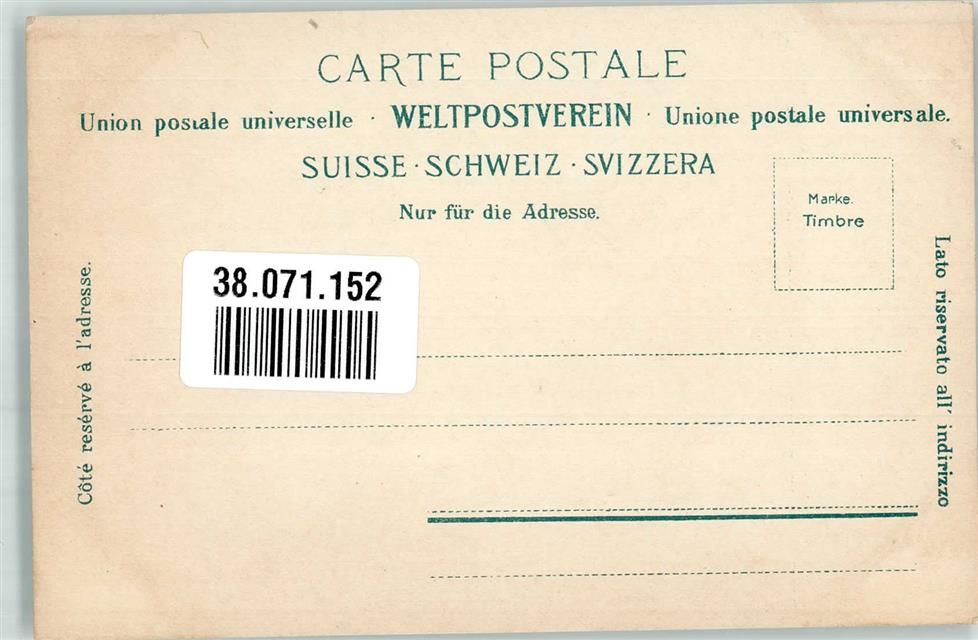 CARTE POSTALE
Union postale universelle · WELTPOSTVEREIN · Unione postale universale.
SUISSE · SCHWEIZ · SVIZZERA
Nur für die Adresse.
Marke.
Timbre
38.071.152
Côté resérvé à l'adresse.
Lato riservato all' indirizzo